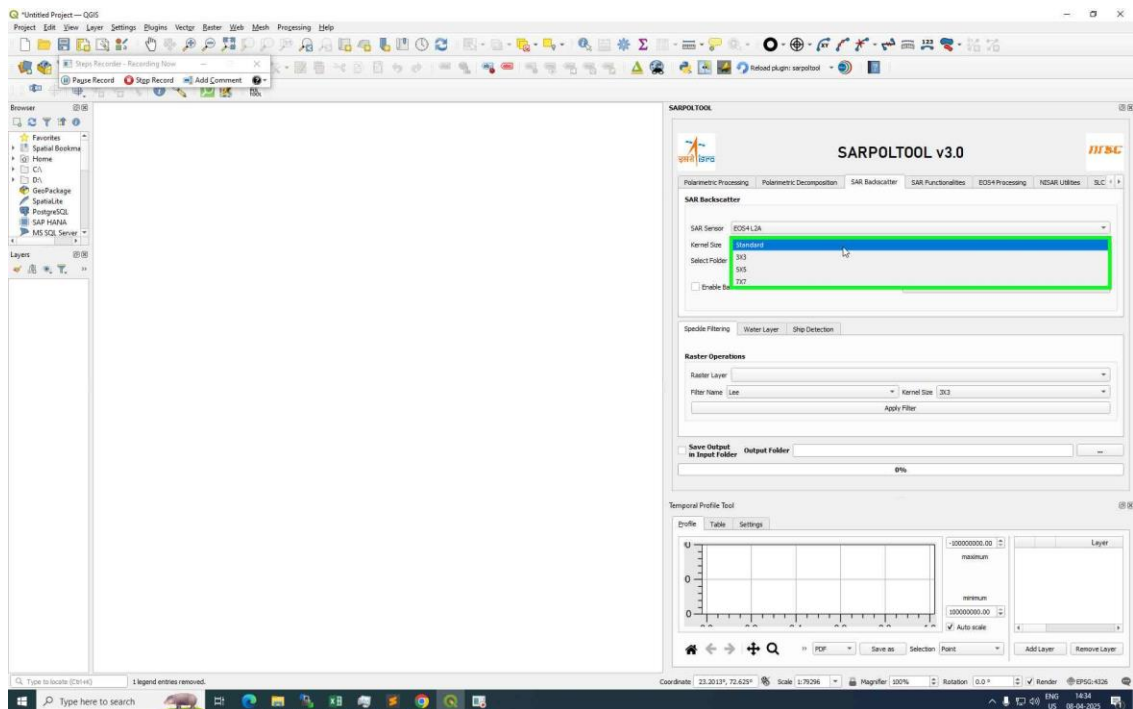 *Untitled Project — QGIS
Project Edit View Layer Settings Plugins Vector Raster Web Mesh Processing Help
Steps Recorder - Recording Now
Reload plugin: sarpoltool
Pause Record Stop Record Add Comment
Browser
SARPOLTOOL
Favorites
Spatial Bookma
Home
C:\
D:\
GeoPackage
SpatiaLite
PostgreSQL
SAP HANA
MS SQL Server
Layers
इसरो isro
SARPOLTOOL v3.0
nrsc
Polarimetric Processing Polarimetric Decomposition SAR Backscatter SAR Functionalities EOS4 Processing NISAR Utilities SLC
SAR Backscatter
SAR Sensor EOS4 L2A
Kernel Size Standard
Select Folder 3X3
5X5
Enable Ba 7X7
Speckle Filtering Water Layer Ship Detection
Raster Operations
Raster Layer
Filter Name Lee Kernel Size 3X3
Apply Filter
Save Output in Input Folder Output Folder ...
0%
Temporal Profile Tool
Profile Table Settings
-100000000.00 Layer
maximum
0
minimum
0 100000000.00
Auto scale
PDF Save as Selection Point Add Layer Remove Layer
Type to locate (Ctrl+K) 1 legend entries removed. Coordinate 23.2013°, 72.625° Scale 1:79296 Magnifier 100% Rotation 0.0 ° Render EPSG:4326
Type here to search ENG 14:34
US 08-04-2025